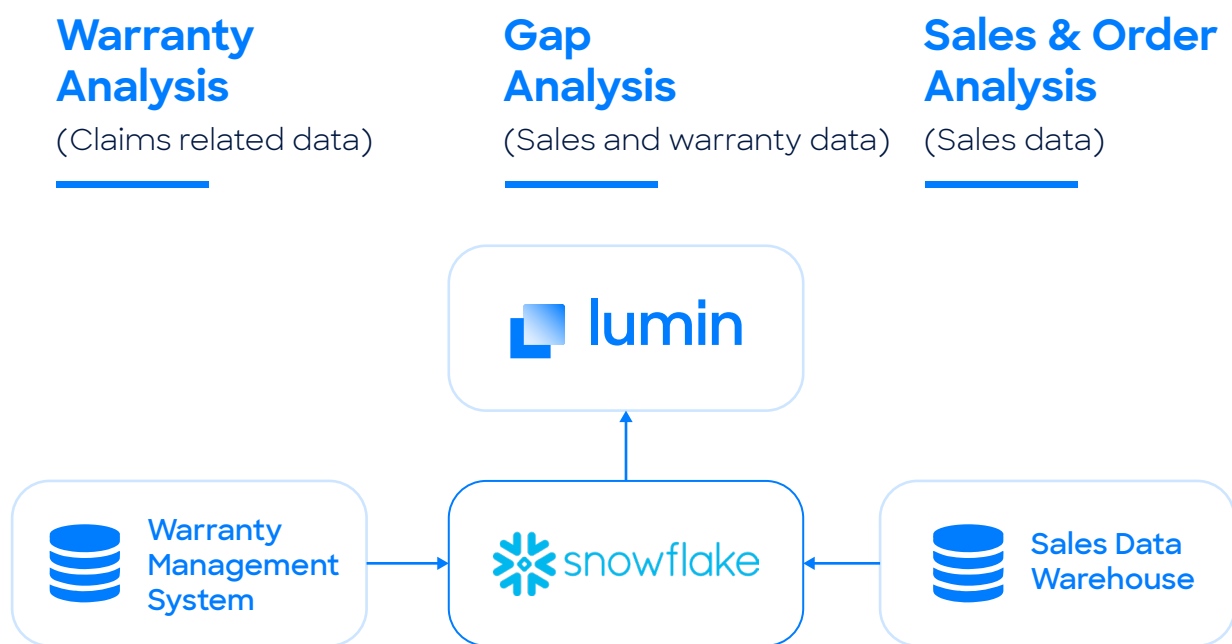 Warranty
Analysis
(Claims related data)
Gap
Analysis
(Sales and warranty data)
Sales & Order
Analysis
(Sales data)
lumin
Warranty
Management
System
snowflake
Sales Data
Warehouse